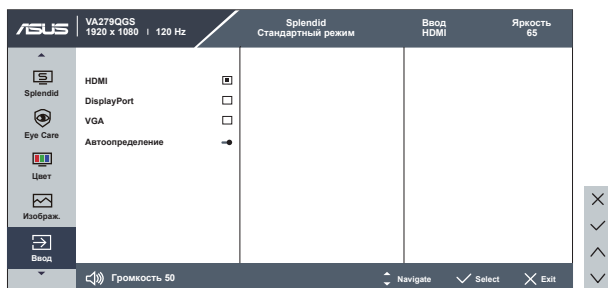 ASUS
VA279QGS
1920 x 1080 | 120 Hz
Splendid
Стандартный режим
Ввод
HDMI
Яркость
65
Splendid
Eye Care
Цвет
Изображ.
Ввод
HDMI
DisplayPort
VGA
Автоопределение
Громкость 50
Navigate
Select
Exit